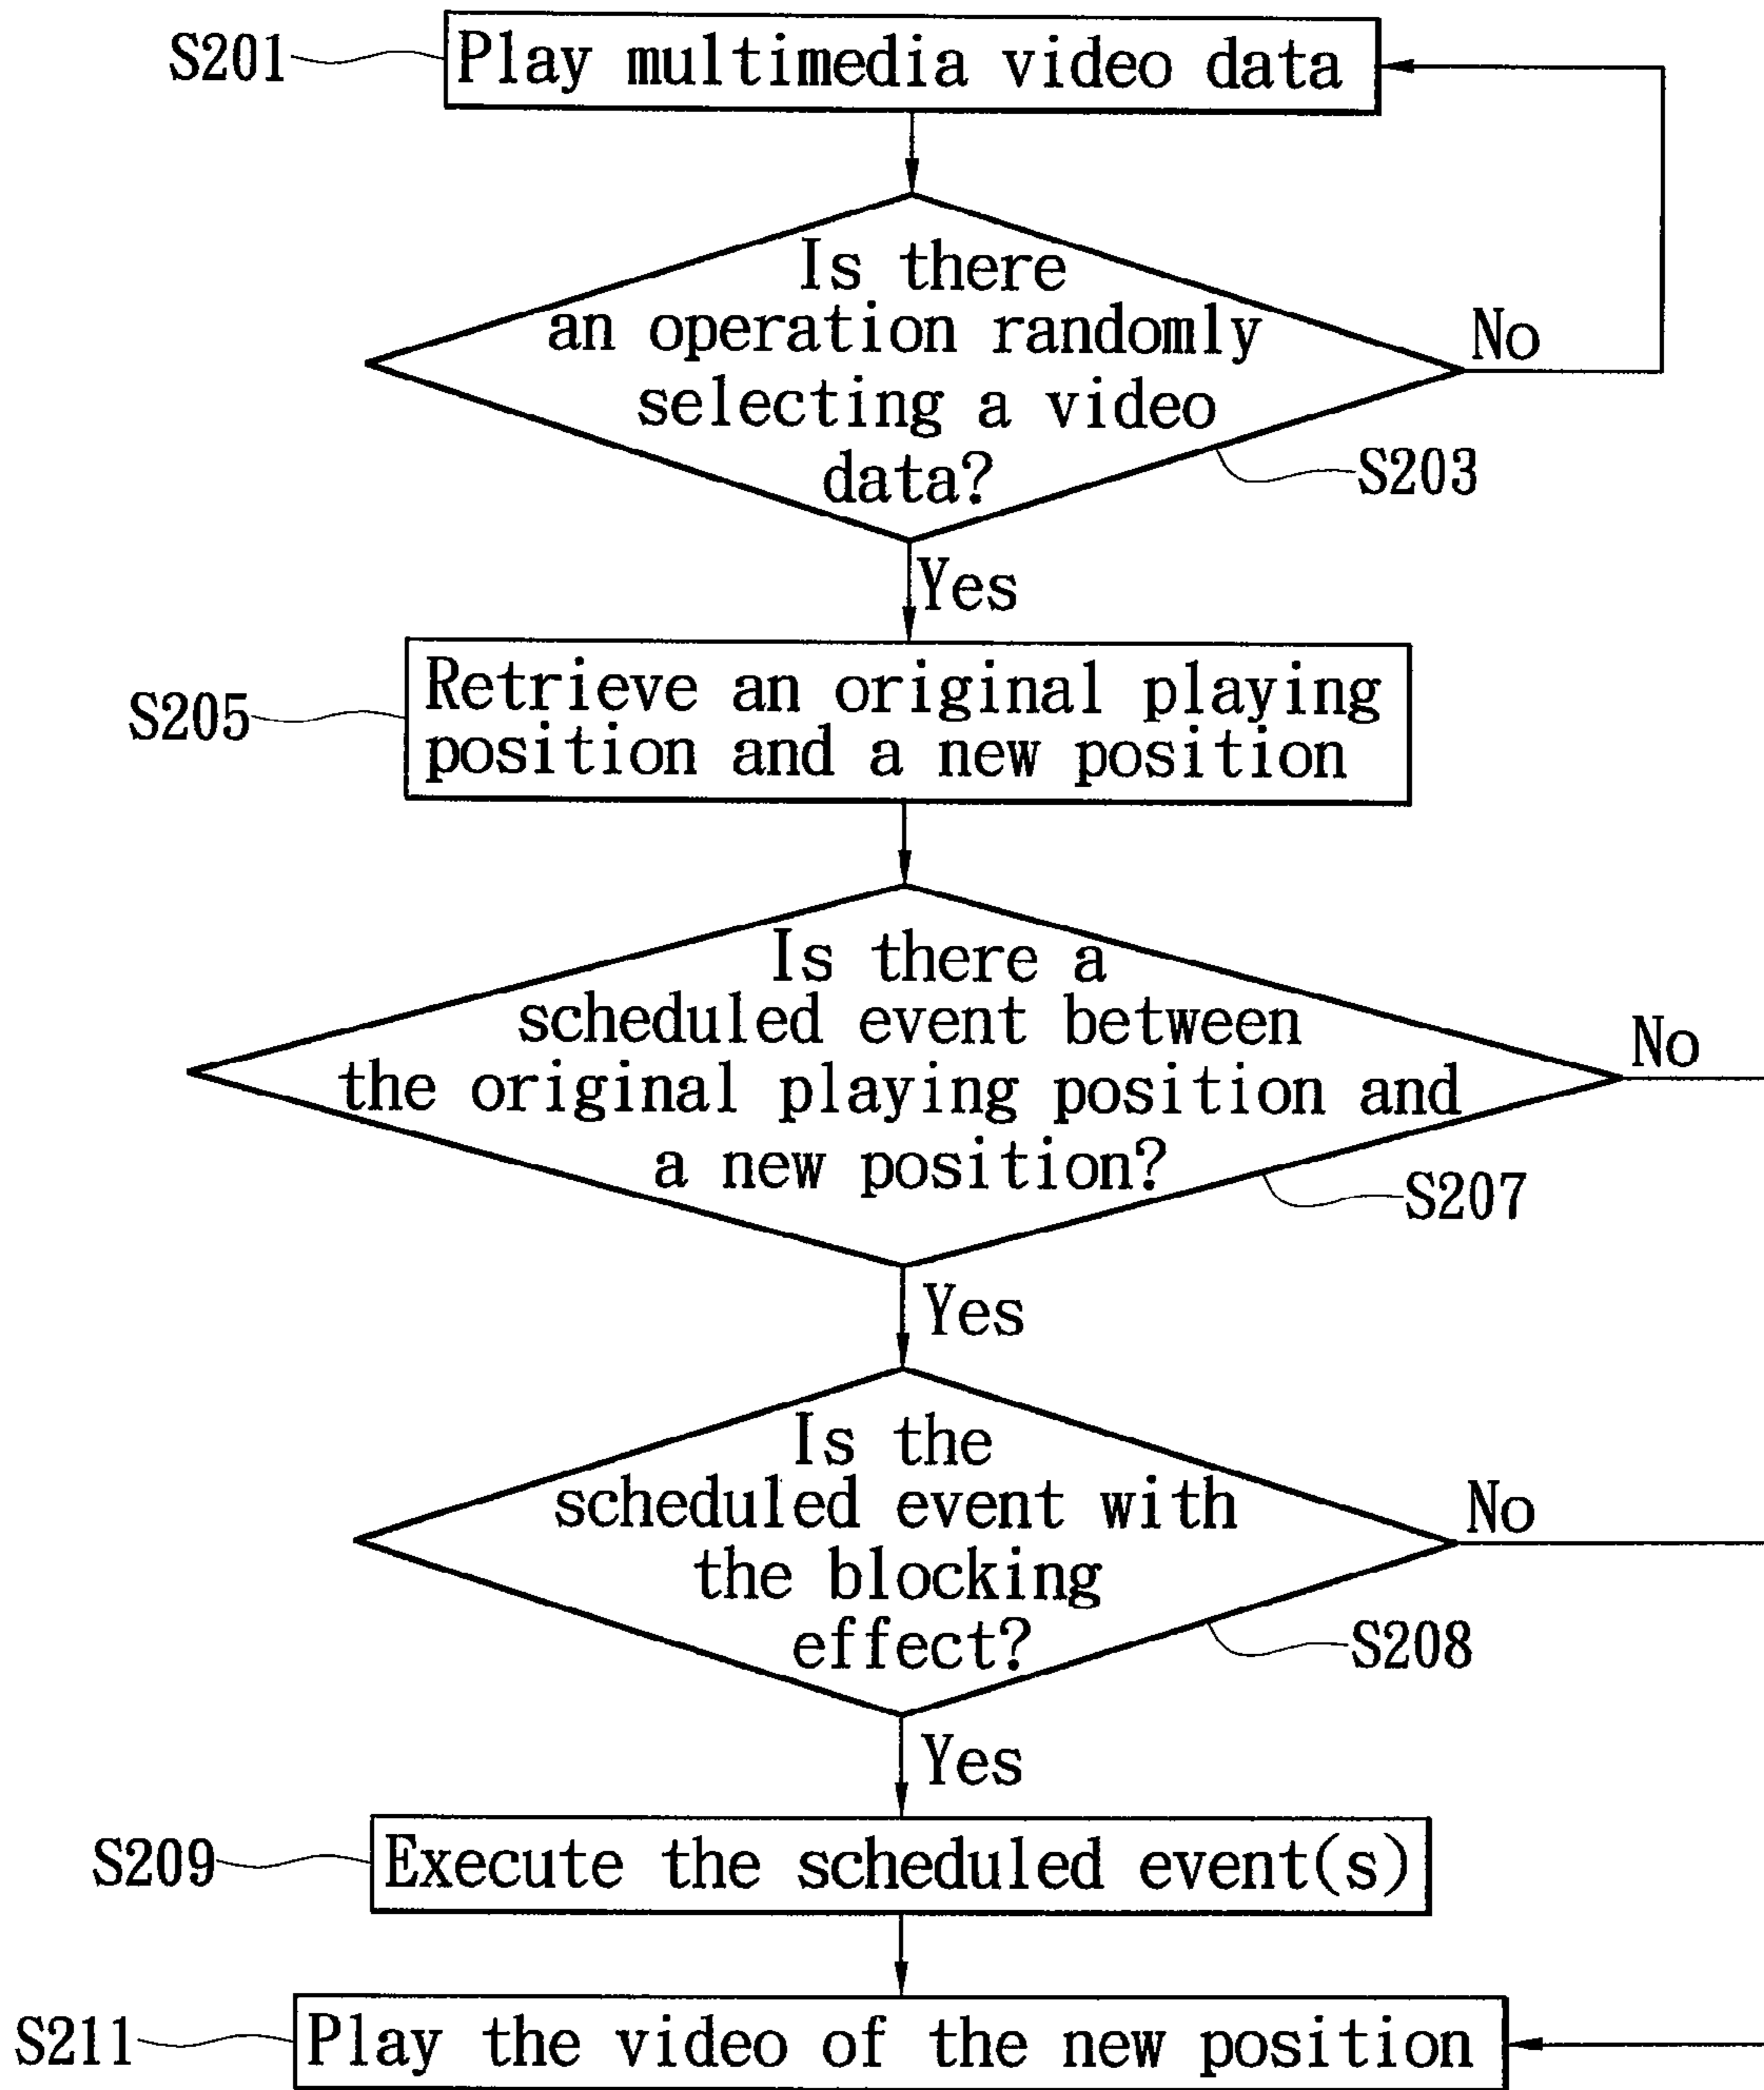 S201
Play multimedia video data
Is there
an operation randomly
selecting a video
data?
No
S203
Yes
S205
Retrieve an original playing
position and a new position
Is there a
scheduled event between
the original playing position and
a new position?
No
S207
Yes
Is the
scheduled event with
the blocking
effect?
No
S208
Yes
S209
Execute the scheduled event(s)
S211
Play the video of the new position